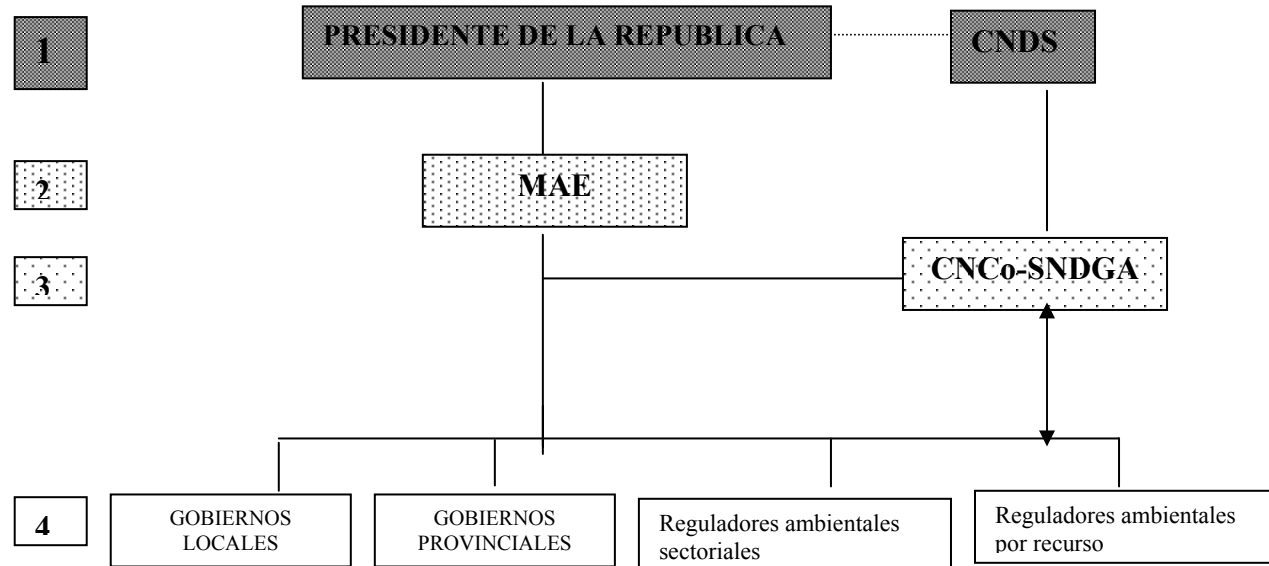 1
PRESIDENTE DE LA REPUBLICA
CNDS
2
MAE
3
CNCo-SNDGA
4
GOBIERNOS
LOCALES
GOBIERNOS
PROVINCIALES
Reguladores ambientales
sectoriales
Reguladores ambientales
por recurso